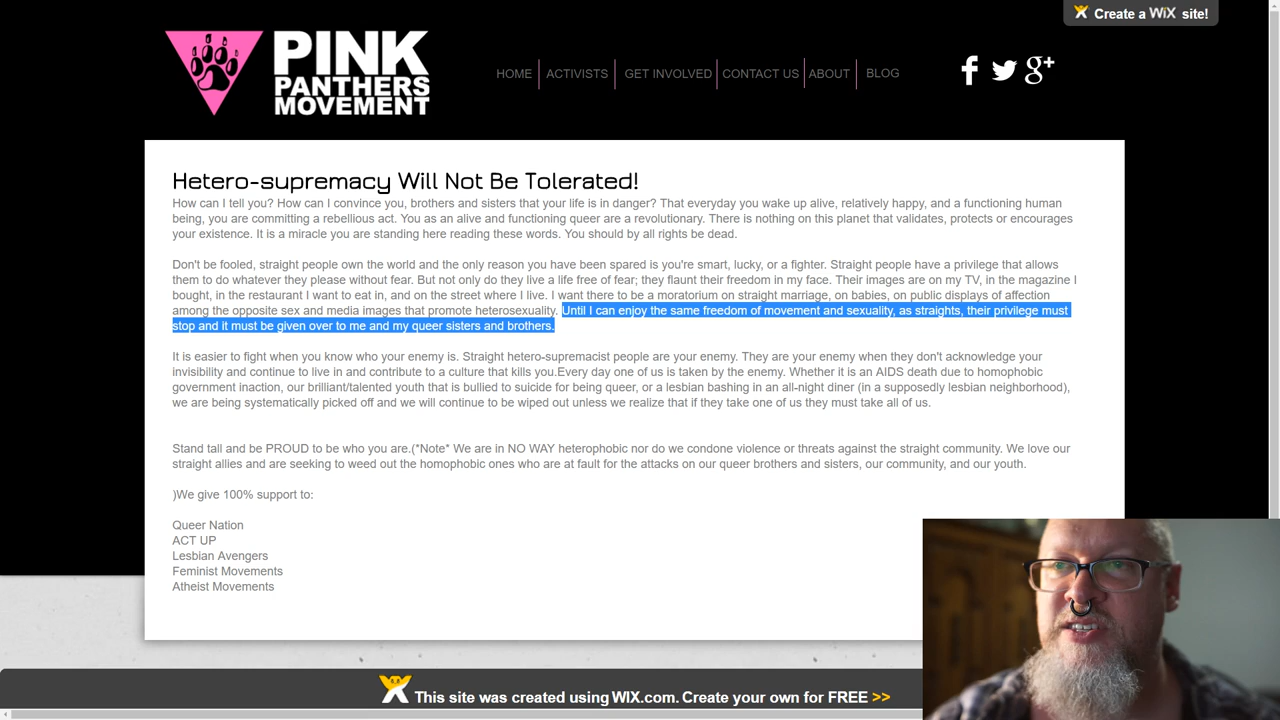 Create a WiX site!
PINK
PANTHERS
MOVEMENT
HOME
ACTIVISTS
GET INVOLVED
CONTACT US
ABOUT
BLOG
Hetero-supremacy Will Not Be Tolerated!
How can I tell you? How can I convince you, brothers and sisters that your life is in danger? That everyday you wake up alive, relatively happy, and a functioning human
being, you are committing a rebellious act. You as an alive and functioning queer are a revolutionary. There is nothing on this planet that validates, protects or encourages
your existence. It is a miracle you are standing here reading these words. You should by all rights be dead.
Don't be fooled, straight people own the world and the only reason you have been spared is you're smart, lucky, or a fighter. Straight people have a privilege that allows
them to do whatever they please without fear. But not only do they live a life free of fear; they flaunt their freedom in my face. Their images are on my TV, in the magazine I
bought, in the restaurant I want to eat in, and on the street where I live. I want there to be a moratorium on straight marriage, on babies, on public displays of affection
among the opposite sex and media images that promote heterosexuality. Until I can enjoy the same freedom of movement and sexuality, as straights, their privilege must
stop and it must be given over to me and my queer sisters and brothers.
It is easier to fight when you know who your enemy is. Straight hetero-supremacist people are your enemy. They are your enemy when they don't acknowledge your
invisibility and continue to live in and contribute to a culture that kills you.Every day one of us is taken by the enemy. Whether it is an AIDS death due to homophobic
government inaction, our brilliant/talented youth that is bullied to suicide for being queer, or a lesbian bashing in an all-night diner (in a supposedly lesbian neighborhood),
we are being systematically picked off and we will continue to be wiped out unless we realize that if they take one of us they must take all of us.
Stand tall and be PROUD to be who you are.(*Note* We are in NO WAY heterophobic nor do we condone violence or threats against the straight community. We love our
straight allies and are seeking to weed out the homophobic ones who are at fault for the attacks on our queer brothers and sisters, our community, and our youth.
)We give 100% support to:
Queer Nation
ACT UP
Lesbian Avengers
Feminist Movements
Atheist Movements
This site was created using WIX.com. Create your own for FREE >>